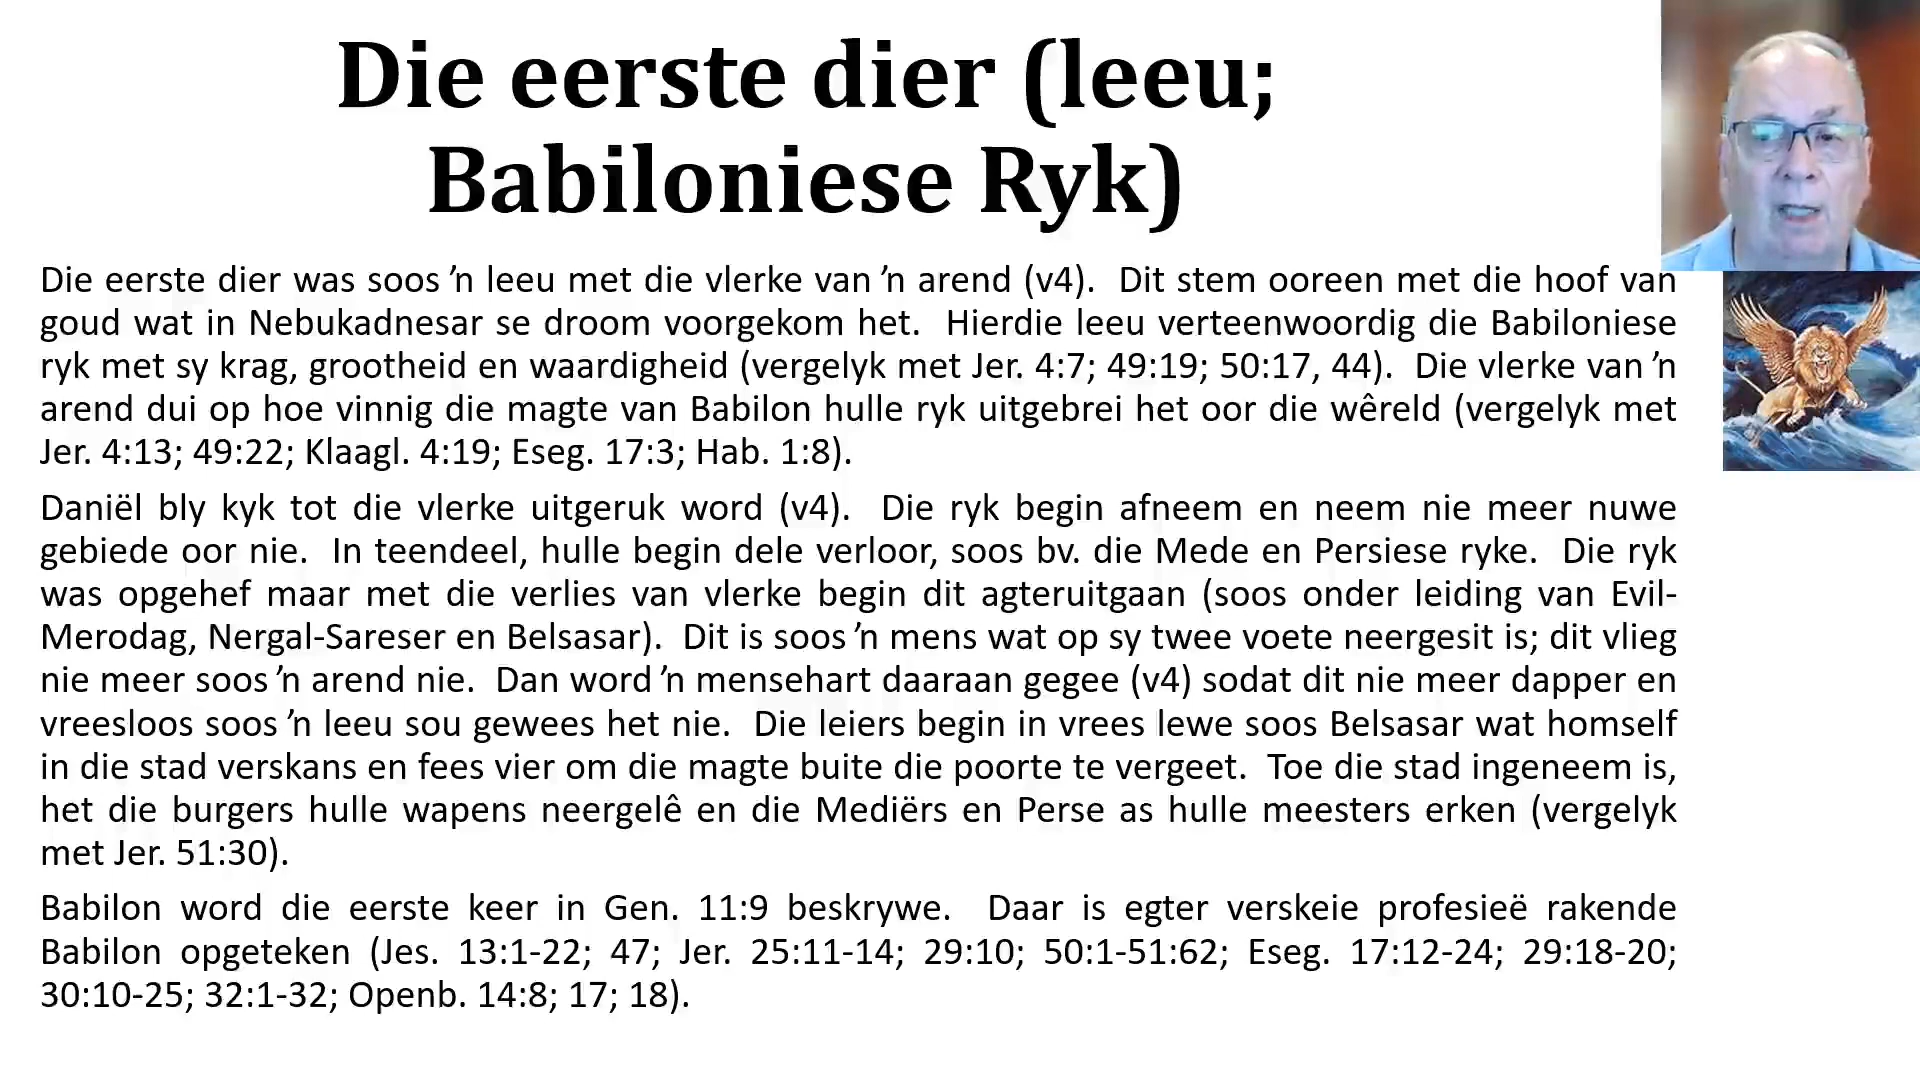 Die eerste dier (leeu;
Babiloniese Ryk)
Die eerste dier was soos ’n leeu met die vlerke van ’n arend (v4).  Dit stem ooreen met die hoof van
goud wat in Nebukadnesar se droom voorgekom het.  Hierdie leeu verteenwoordig die Babiloniese
ryk met sy krag, grootheid en waardigheid (vergelyk met Jer. 4:7; 49:19; 50:17, 44).  Die vlerke van ’n
arend dui op hoe vinnig die magte van Babilon hulle ryk uitgebrei het oor die wêreld (vergelyk met
Jer. 4:13; 49:22; Klaagl. 4:19; Eseg. 17:3; Hab. 1:8).
Daniël bly kyk tot die vlerke uitgeruk word (v4).  Die ryk begin afneem en neem nie meer nuwe
gebiede oor nie.  In teendeel, hulle begin dele verloor, soos bv. die Mede en Persiese ryke.  Die ryk
was opgehef maar met die verlies van vlerke begin dit agteruitgaan (soos onder leiding van Evil-
Merodag, Nergal-Sareser en Belsasar).  Dit is soos ’n mens wat op sy twee voete neergesit is; dit vlieg
nie meer soos ’n arend nie.  Dan word ’n mensehart daaraan gegee (v4) sodat dit nie meer dapper en
vreesloos soos ’n leeu sou gewees het nie.  Die leiers begin in vrees lewe soos Belsasar wat homself
in die stad verskans en fees vier om die magte buite die poorte te vergeet.  Toe die stad ingeneem is,
het die burgers hulle wapens neergelê en die Mediërs en Perse as hulle meesters erken (vergelyk
met Jer. 51:30).
Babilon word die eerste keer in Gen. 11:9 beskrywe.  Daar is egter verskeie profesieë rakende
Babilon opgeteken (Jes. 13:1-22; 47; Jer. 25:11-14; 29:10; 50:1-51:62; Eseg. 17:12-24; 29:18-20;
30:10-25; 32:1-32; Openb. 14:8; 17; 18).